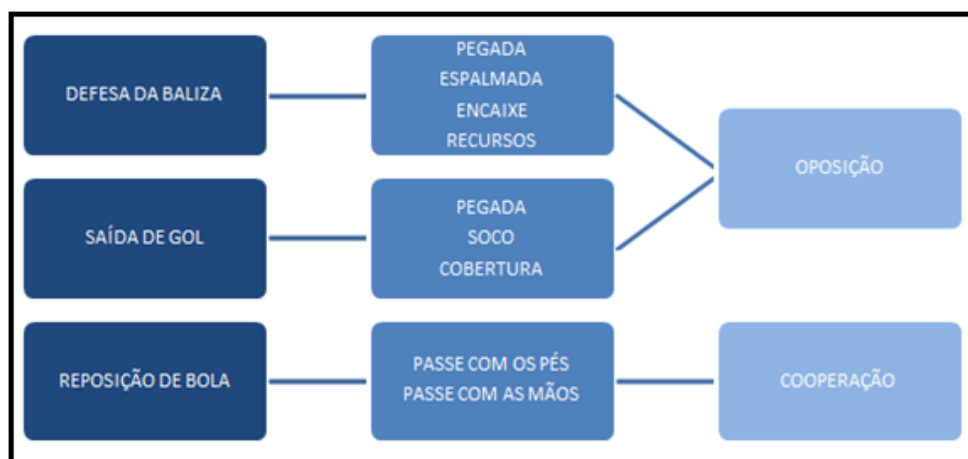 DEFESA DA BALIZA
PEGADA
ESPALMADA
ENCAIXE
RECURSOS
OPOSIÇÃO
SAÍDA DE GOL
PEGADA
SOCO
COBERTURA
REPOSIÇÃO DE BOLA
PASSE COM OS PÉS
PASSE COM AS MÃOS
COOPERAÇÃO